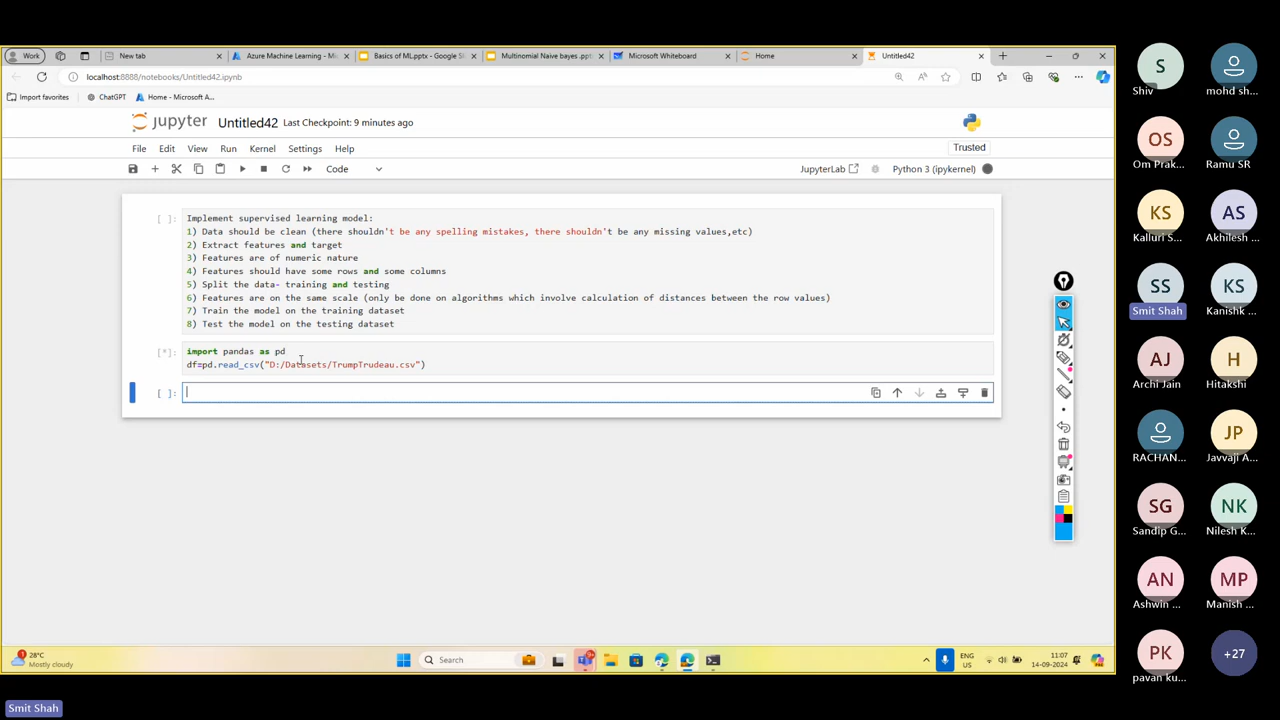 Work
New tab
Azure Machine Learning - Mi
Basics of ML.pptx - Google Sl
Multinomial Naive bayes .ppt
Microsoft Whiteboard
Home
Untitled42
localhost:8888/notebooks/Untitled42.ipynb
Import favorites
ChatGPT
Home - Microsoft A...
jupyter
Untitled42
Last Checkpoint: 9 minutes ago
File
Edit
View
Run
Kernel
Settings
Help
Trusted
Code
JupyterLab
Python 3 (ipykernel)
[ ]:
Implement supervised learning model:
1) Data should be clean (there shouldn't be any spelling mistakes, there shouldn't be any missing values,etc)
2) Extract features and target
3) Features are of numeric nature
4) Features should have some rows and some columns
5) Split the data- training and testing
6) Features are on the same scale (only be done on algorithms which involve calculation of distances between the row values)
7) Train the model on the training dataset
8) Test the model on the testing dataset
[*]:
import pandas as pd
df=pd.read_csv("D:/Datasets/TrumpTrudeau.csv")
[ ]:
28°C
Mostly cloudy
Search
ENG
US
11:07
14-09-2024
S
Shiv
mohd sh...
OS
Om Prak...
Ramu SR
KS
Kalluri S...
AS
Akhilesh ...
SS
Smit Shah
KS
Kanishk ...
AJ
Archi Jain
H
Hitakshi
RACHAN...
JP
Javvaji A...
SG
Sandip G...
NK
Nilesh K...
AN
Ashwin ...
MP
Manish ...
PK
pavan ku...
+27
Smit Shah